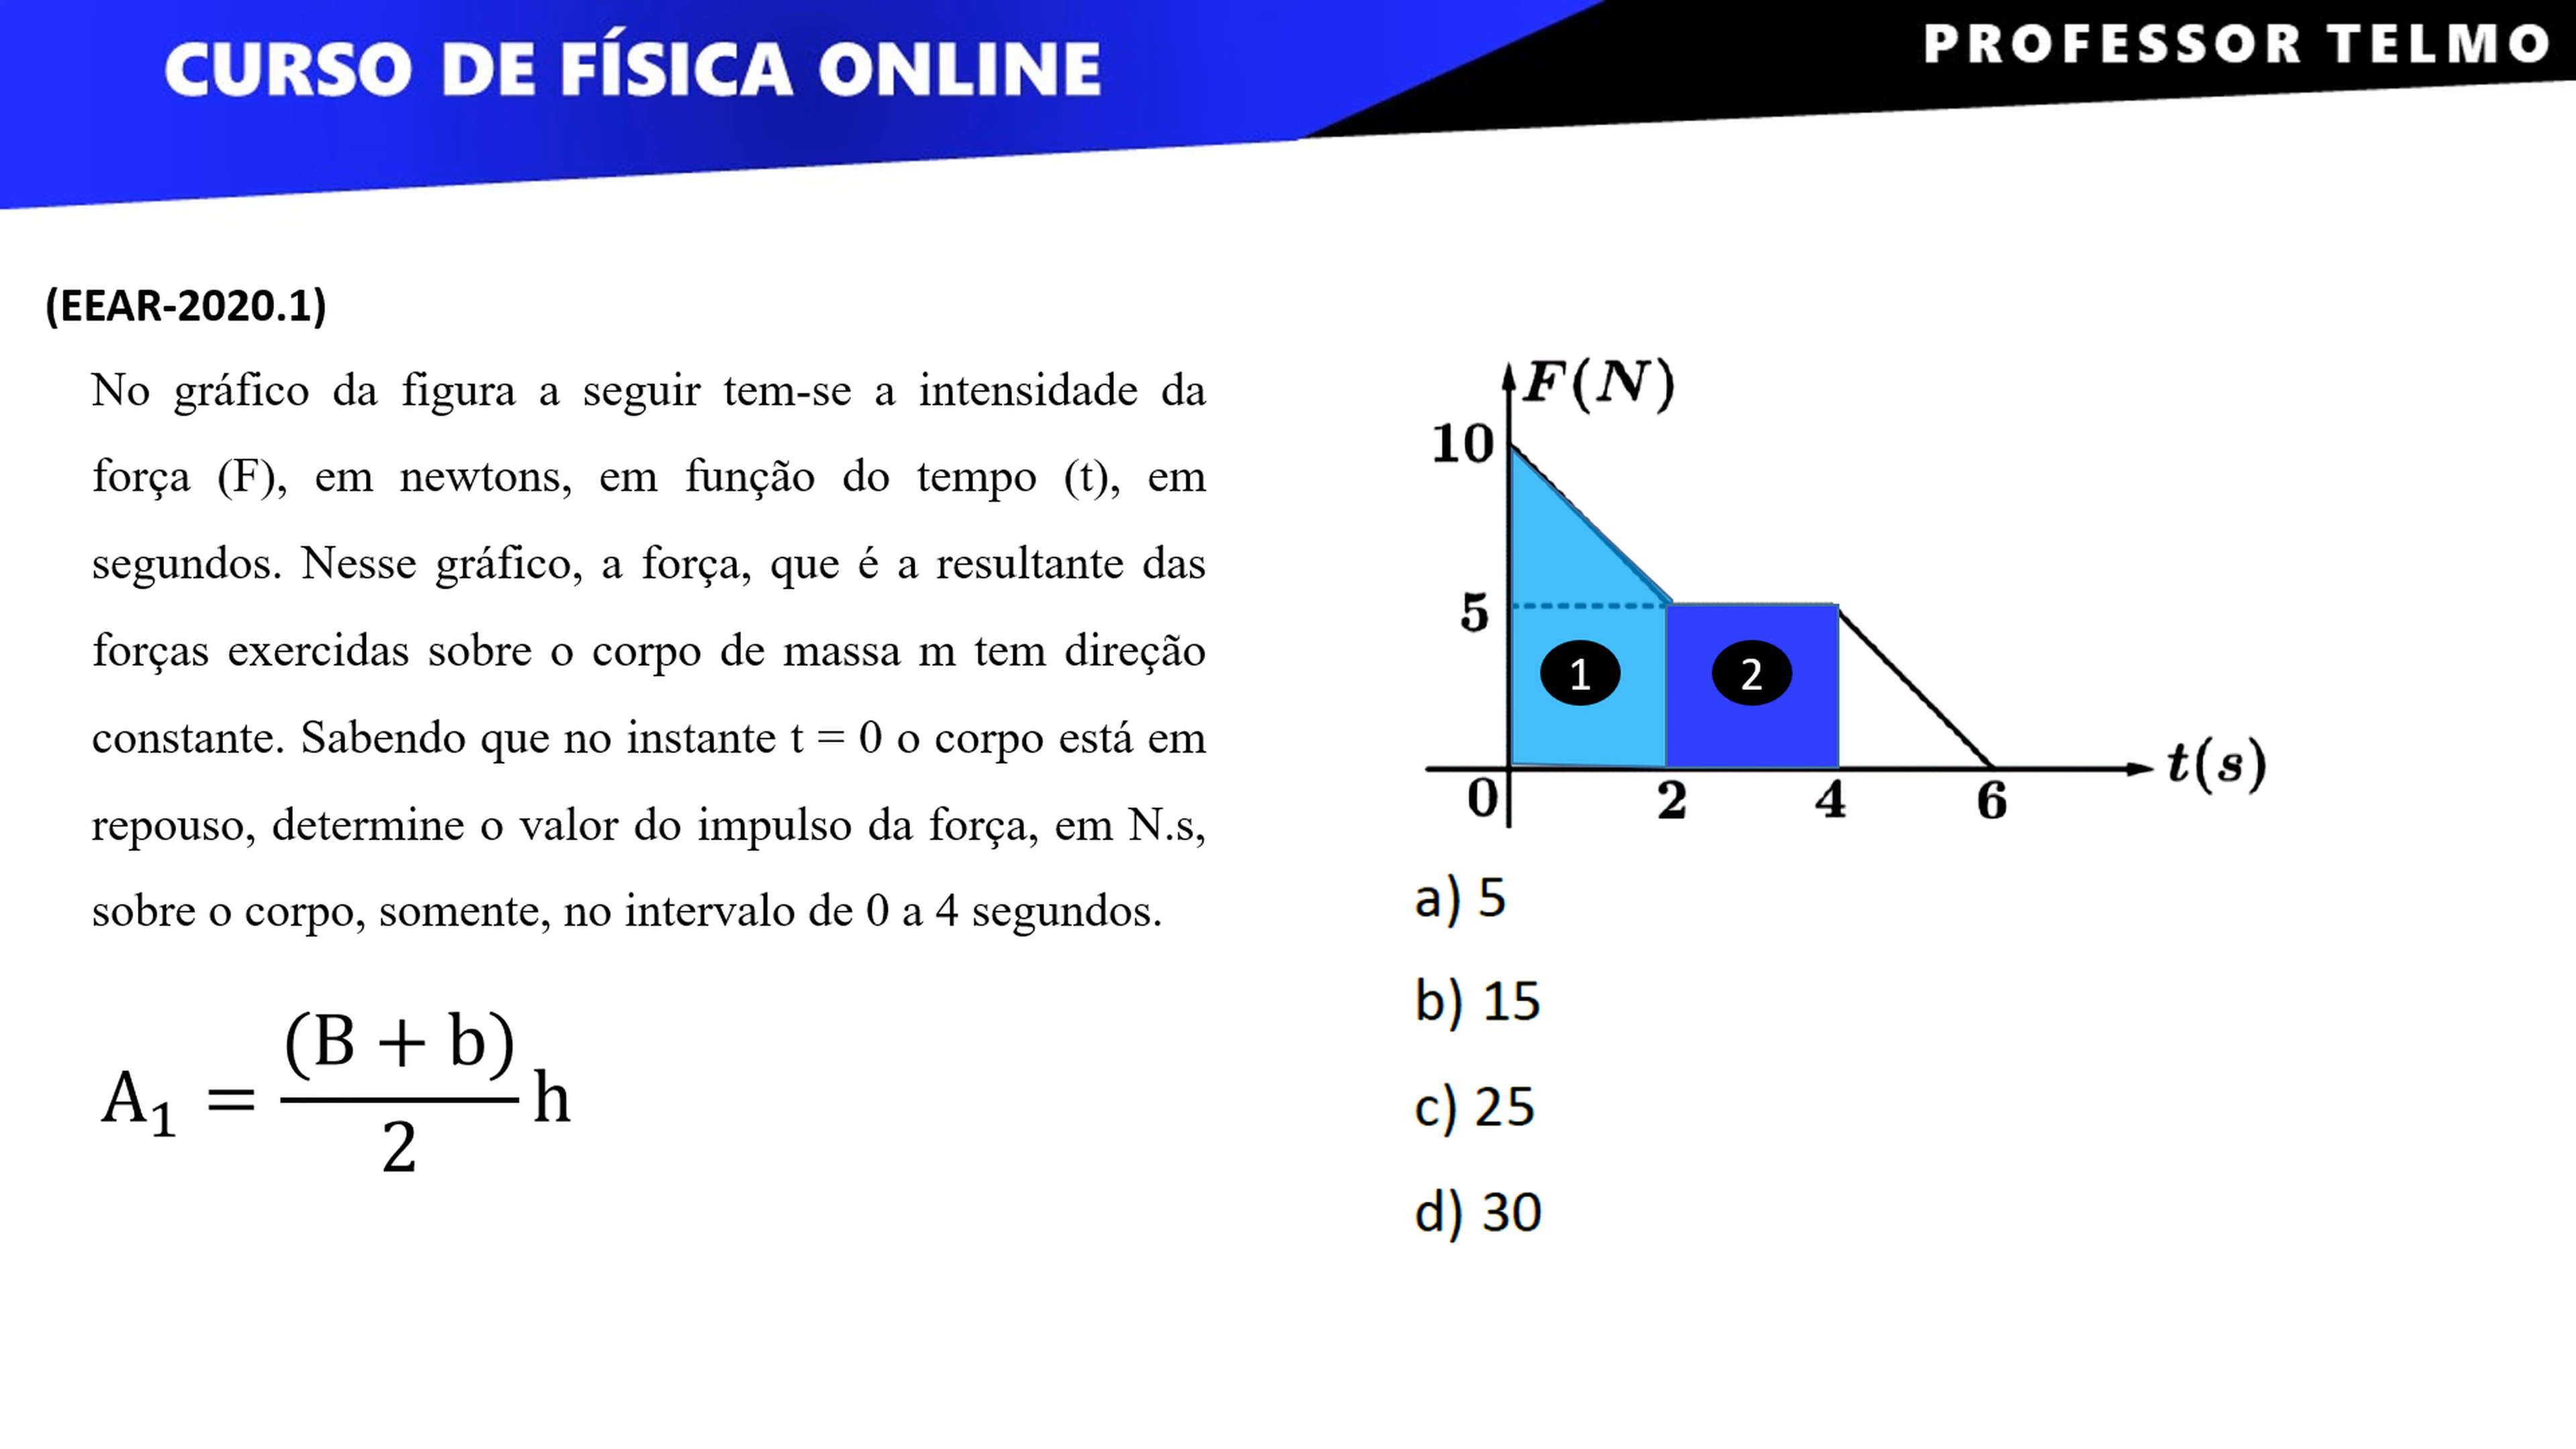 CURSO DE FÍSICA ONLINE
PROFESSOR TELMO
(EEAR-2020.1)
No gráfico da figura a seguir tem-se a intensidade da
força (F), em newtons, em função do tempo (t), em
segundos. Nesse gráfico, a força, que é a resultante das
forças exercidas sobre o corpo de massa m tem direção
constante. Sabendo que no instante t = 0 o corpo está em
repouso, determine o valor do impulso da força, em N.s,
sobre o corpo, somente, no intervalo de 0 a 4 segundos.
A₁ = (B + b)/2 h
F(N)
10
5
1 2
t(s)
0 2 4 6
a) 5
b) 15
c) 25
d) 30